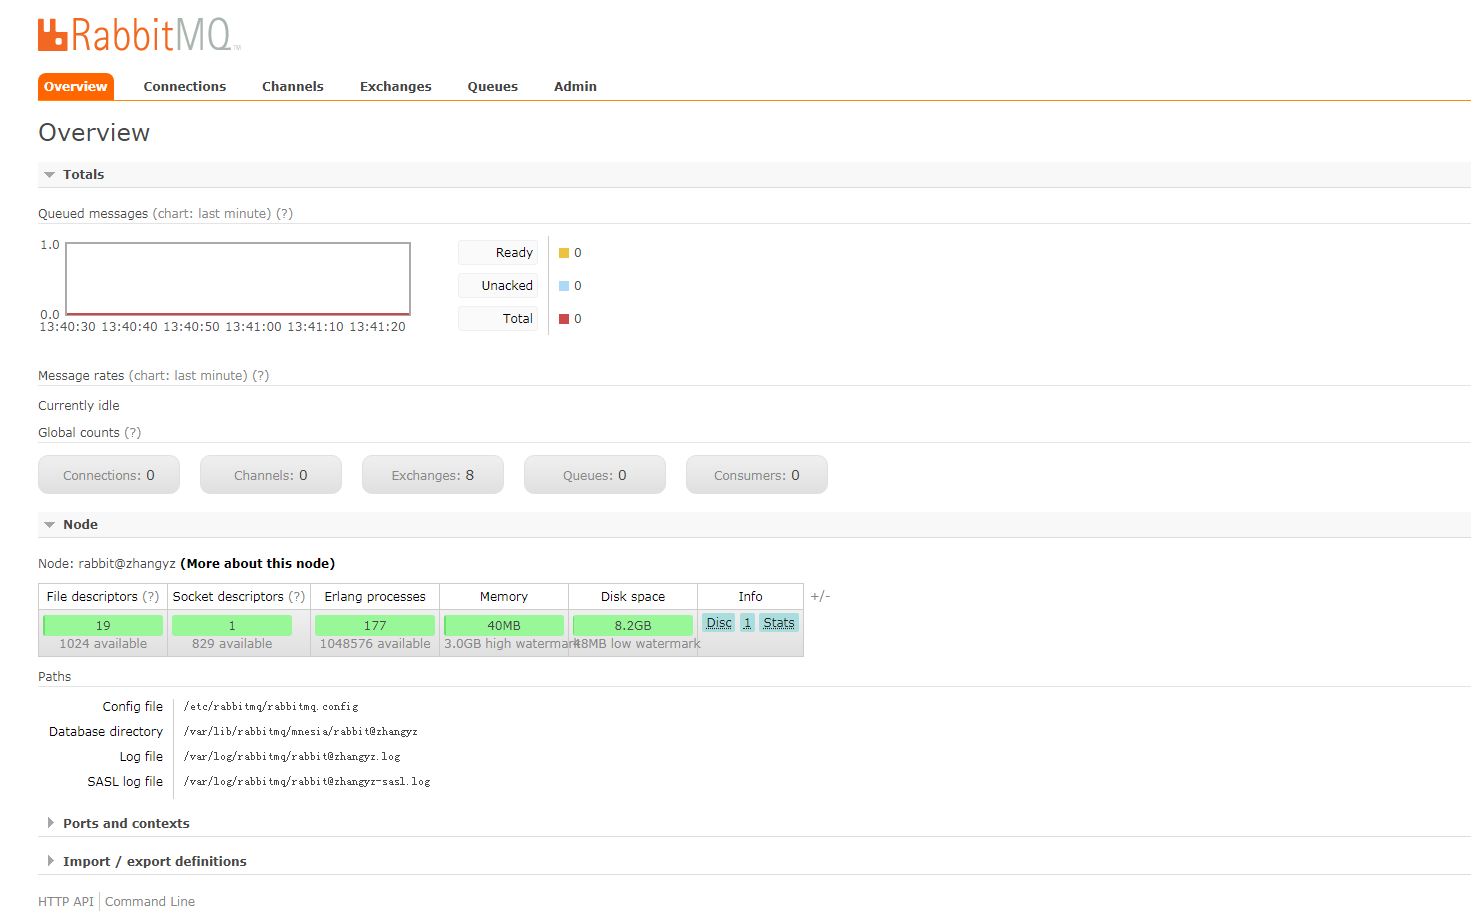 RabbitMQ™
Overview Connections Channels Exchanges Queues Admin
Overview
Totals
Queued messages (chart: last minute) (?)
1.0
0.0
13:40:30 13:40:40 13:40:50 13:41:00 13:41:10 13:41:20
Ready 0
Unacked 0
Total 0
Message rates (chart: last minute) (?)
Currently idle
Global counts (?)
Connections: 0 Channels: 0 Exchanges: 8 Queues: 0 Consumers: 0
Node
Node: rabbit@zhangyz (More about this node)
File descriptors (?) Socket descriptors (?) Erlang processes Memory Disk space Info +/-
19 1 177 40MB 8.2GB Disc 1 Stats
1024 available 829 available 1048576 available 3.0GB high watermark 48MB low watermark
Paths
Config file /etc/rabbitmq/rabbitmq.config
Database directory /var/lib/rabbitmq/mnesia/rabbit@zhangyz
Log file /var/log/rabbitmq/rabbit@zhangyz.log
SASL log file /var/log/rabbitmq/rabbit@zhangyz-sasl.log
Ports and contexts
Import / export definitions
HTTP API Command Line